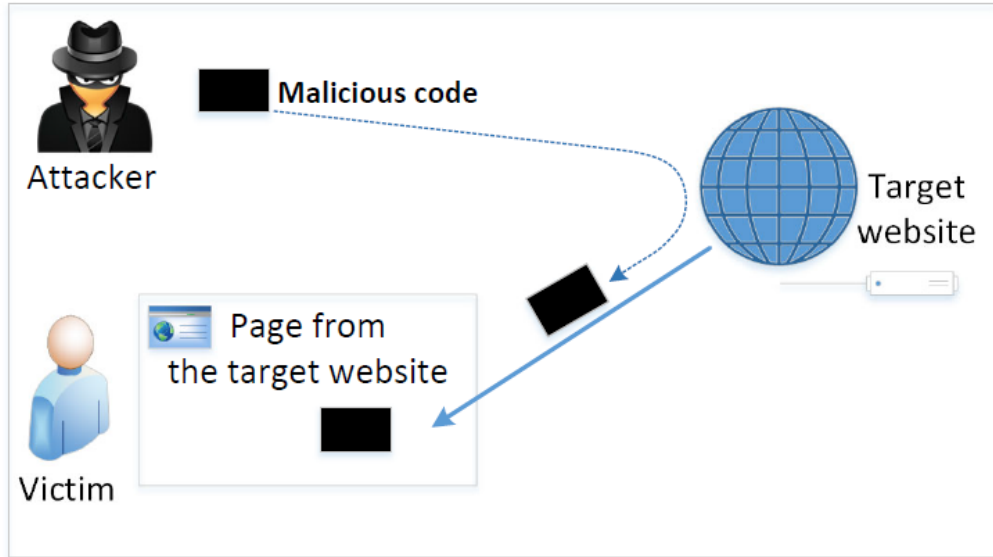 Malicious code
Attacker
Target
website
Page from
the target website
Victim